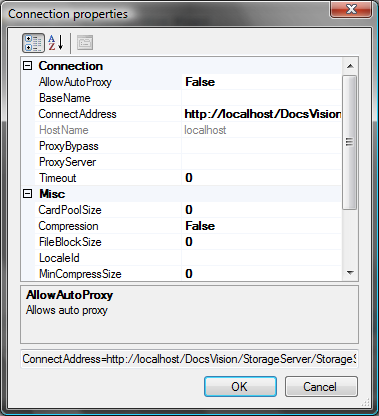 Connection properties
Connection
AllowAutoProxy False
BaseName
ConnectAddress http://localhost/DocsVision
HostName localhost
ProxyBypass
ProxyServer
Timeout 0
Misc
CardPoolSize 0
Compression False
FileBlockSize 0
LocaleId
MinCompressSize 0
AllowAutoProxy
Allows auto proxy
ConnectAddress=http://localhost/DocsVision/StorageServer/StorageS
OK Cancel